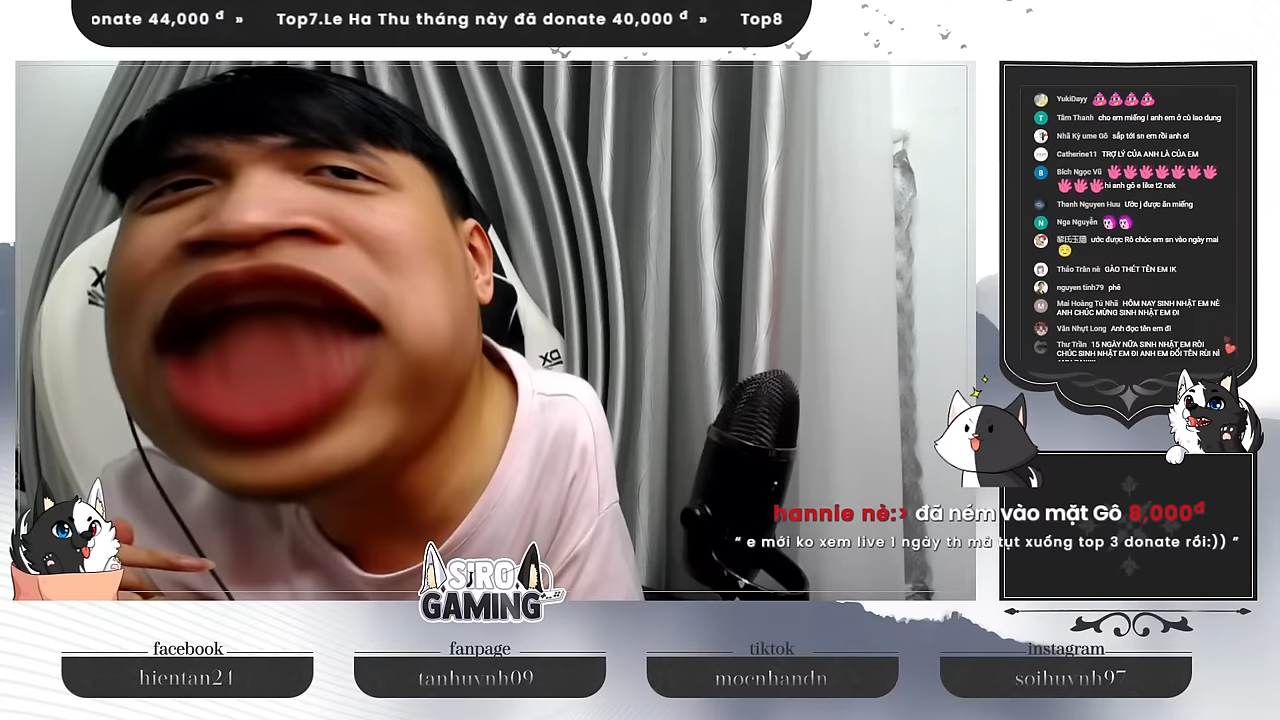 onate 44,000 đ » Top7.Le Ha Thu tháng này đã donate 40,000 đ » Top8
YukiDayy
T Tâm Thanh cho em miếng i anh em ở cù lao dung
Nhã Kỳ ume Gô sắp tới sn em rồi anh ơi
Catherine11 TRỢ LÝ CỦA ANH LÀ CỦA EM
B Bích Ngọc Vũ
hi anh gô e like t2 nek
Thanh Nguyen Huu Ước j được ăn miếng
N Nga Nguyễn
ước được Rô chúc em sn vào ngày mai
Thảo Trân nè GÀO THÉT TÊN EM IK
nguyen tinh79 phê
M Mai Hoàng Tú Nhã HÔM NAY SINH NHẬT EM NÈ
ANH CHÚC MỪNG SINH NHẬT EM ĐI
Văn Nhựt Long Anh đọc tên em đi
Thư Trần 15 NGÀY NỮA SINH NHẬT EM RỒI
CHÚC SINH NHẬT EM ĐI ANH EM ĐỔI TÊN RÙI NÌ
XQ
hannie nè:> đã ném vào mặt Gô 8,000đ
“ e mới ko xem live 1 ngày th mà tụt xuống top 3 donate rồi:)) ”
SIRO
GAMING
facebook
hientan24
fanpage
tanhuynh09
tiktok
mocnhandn
instagram
soihuynh97